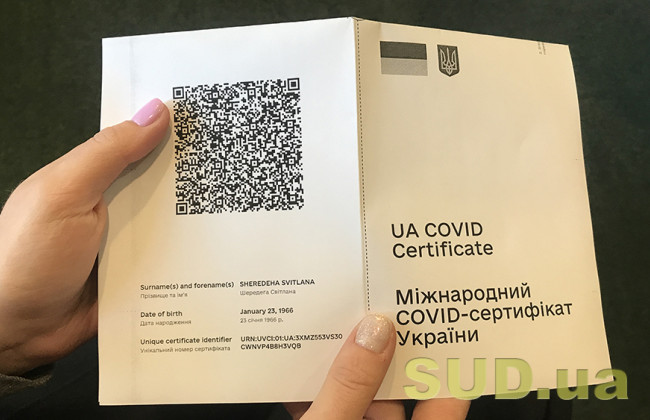 Surname(s) and forename(s) SHEREDEHA SVITLANA
Прізвище та ім'я Шередега Світлана
Date of birth January 23, 1966
Дата народження 23 січня 1966 р.
Unique certificate identifier URN:UVCI:01:UA:3XMZ553VS30
Унікальний номер сертифіката CWNVP4B8H3VQB
UA COVID
Certificate
Міжнародний
COVID-сертифікат
України
SUD.ua